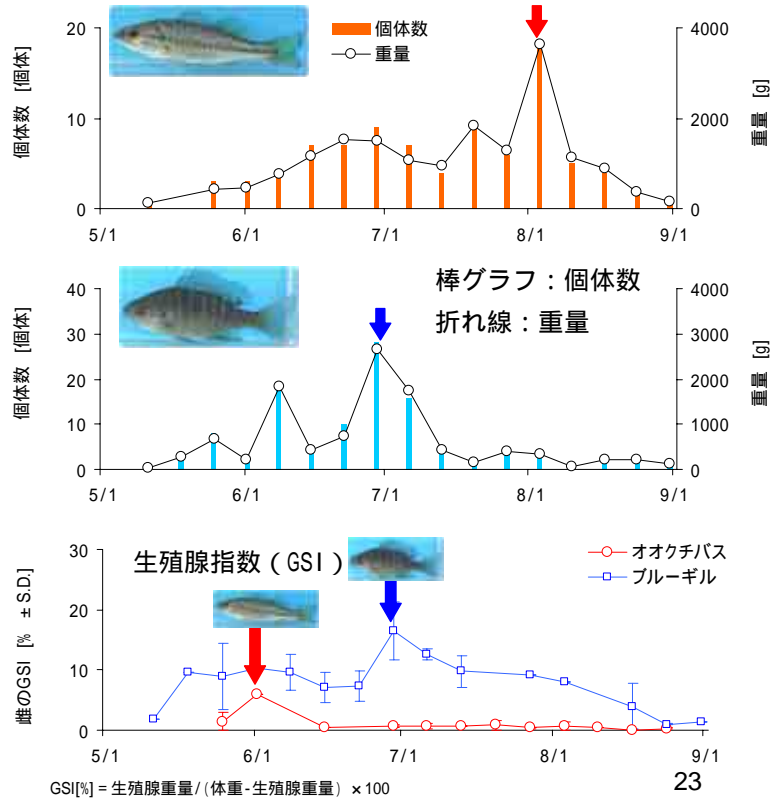 個体数
重量
個体数 [個体]
20
10
0
4000
2000
0
重量 [g]
5/1 6/1 7/1 8/1 9/1
棒グラフ：個体数
折れ線：重量
個体数 [個体]
40
30
20
10
0
4000
3000
2000
1000
0
重量 [g]
5/1 6/1 7/1 8/1 9/1
生殖腺指数（GSI）
オオクチバス
ブルーギル
雌のGSI [% ± S.D.]
30
20
10
0
5/1 6/1 7/1 8/1 9/1
GSI[%] = 生殖腺重量/(体重-生殖腺重量) ×100
23